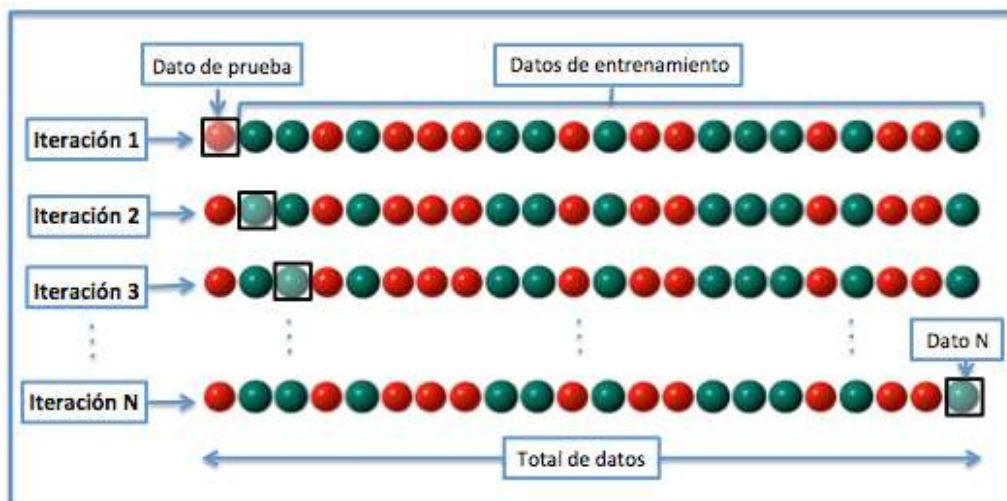 Dato de prueba
Datos de entrenamiento
Iteración 1
Iteración 2
Iteración 3
Dato N
Iteración N
Total de datos